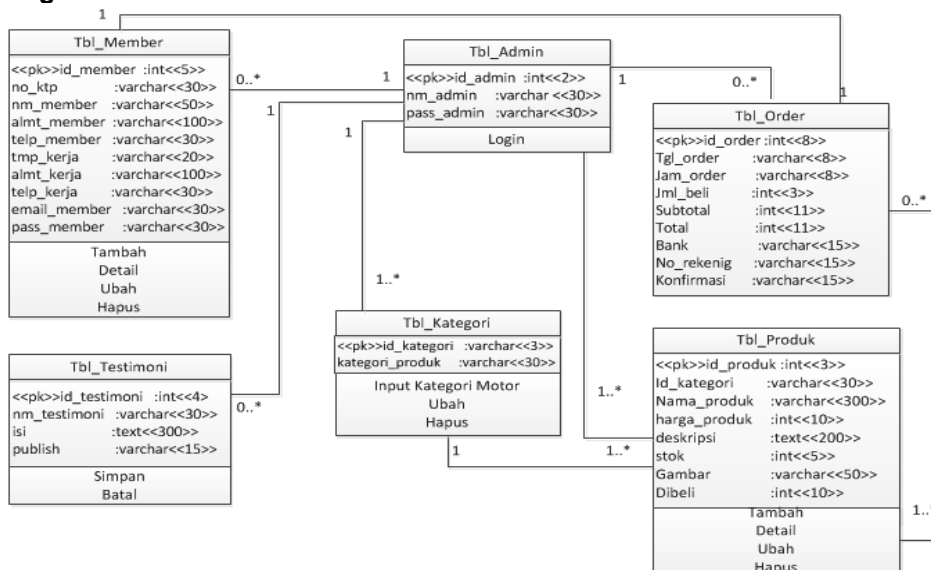 1
Tbl_Member
<<pk>>id_member :int<<5>>
no_ktp :varchar<<30>>
nm_member :varchar<<50>>
almt_member :varchar<<100>>
telp_member :varchar<<30>>
tmp_kerja :varchar<<20>>
almt_kerja :varchar<<100>>
telp_kerja :varchar<<30>>
email_member :varchar<<30>>
pass_member :varchar<<30>>
Tambah
Detail
Ubah
Hapus
0..*
1
1
1
Tbl_Admin
<<pk>>id_admin :int<<2>>
nm_admin :varchar <<30>>
pass_admin :varchar<<30>>
Login
1
0..*
1
Tbl_Order
<<pk>>id_order :int<<8>>
Tgl_order :varchar<<8>>
Jam_order :varchar<<8>>
Jml_beli :int<<3>>
Subtotal :int<<11>>
Total :int<<11>>
Bank :varchar<<15>>
No_rekenig :varchar<<15>>
Konfirmasi :varchar<<15>>
0..*
1..*
Tbl_Kategori
<<pk>>id_kategori :varchar<<3>>
kategori_produk :varchar<<30>>
Input Kategori Motor
Ubah
Hapus
1
1..*
1..*
Tbl_Testimoni
<<pk>>id_testimoni :int<<4>
nm_testimoni :varchar<<30>>
isi :text<<300>>
publish :varchar<<15>>
Simpan
Batal
0..*
Tbl_Produk
<<pk>>id_produk :int<<3>>
Id_kategori :varchar<<30>>
Nama_produk :varchar<<300>>
harga_produk :int<<10>>
deskripsi :text<<200>>
stok :int<<5>>
Gambar :varchar<<50>>
Dibeli :int<<10>>
Tambah
Detail
Ubah
Hapus